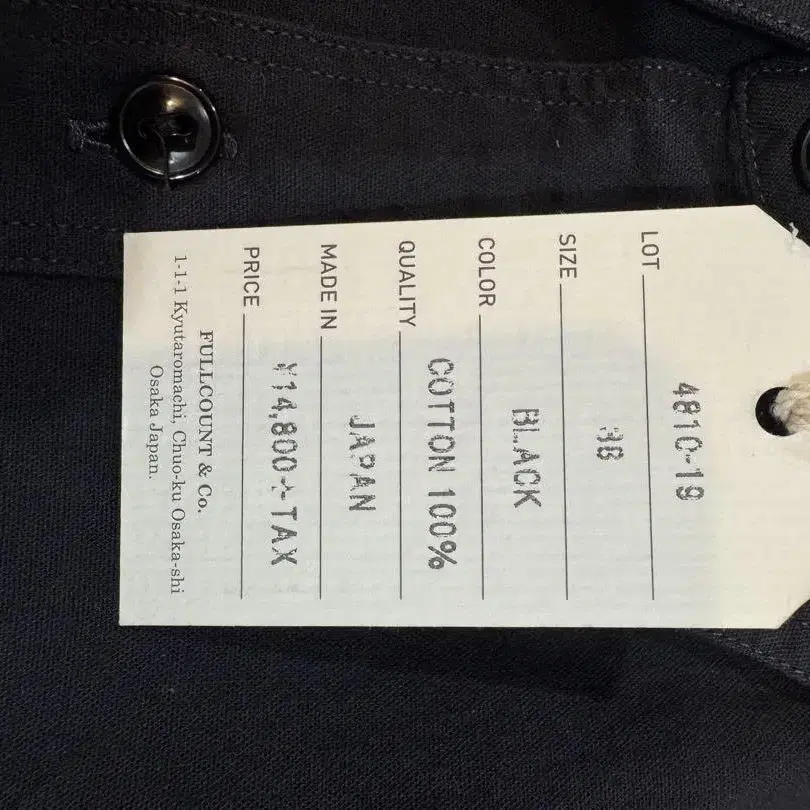 LOT 4810-19
SIZE 38
COLOR BLACK
QUALITY COTTON 100%
MADE IN JAPAN
PRICE ¥14,800+TAX
FULLCOUNT & Co.
1-1-1 Kyutaromachi, Chuo-ku Osaka-shi
Osaka Japan.